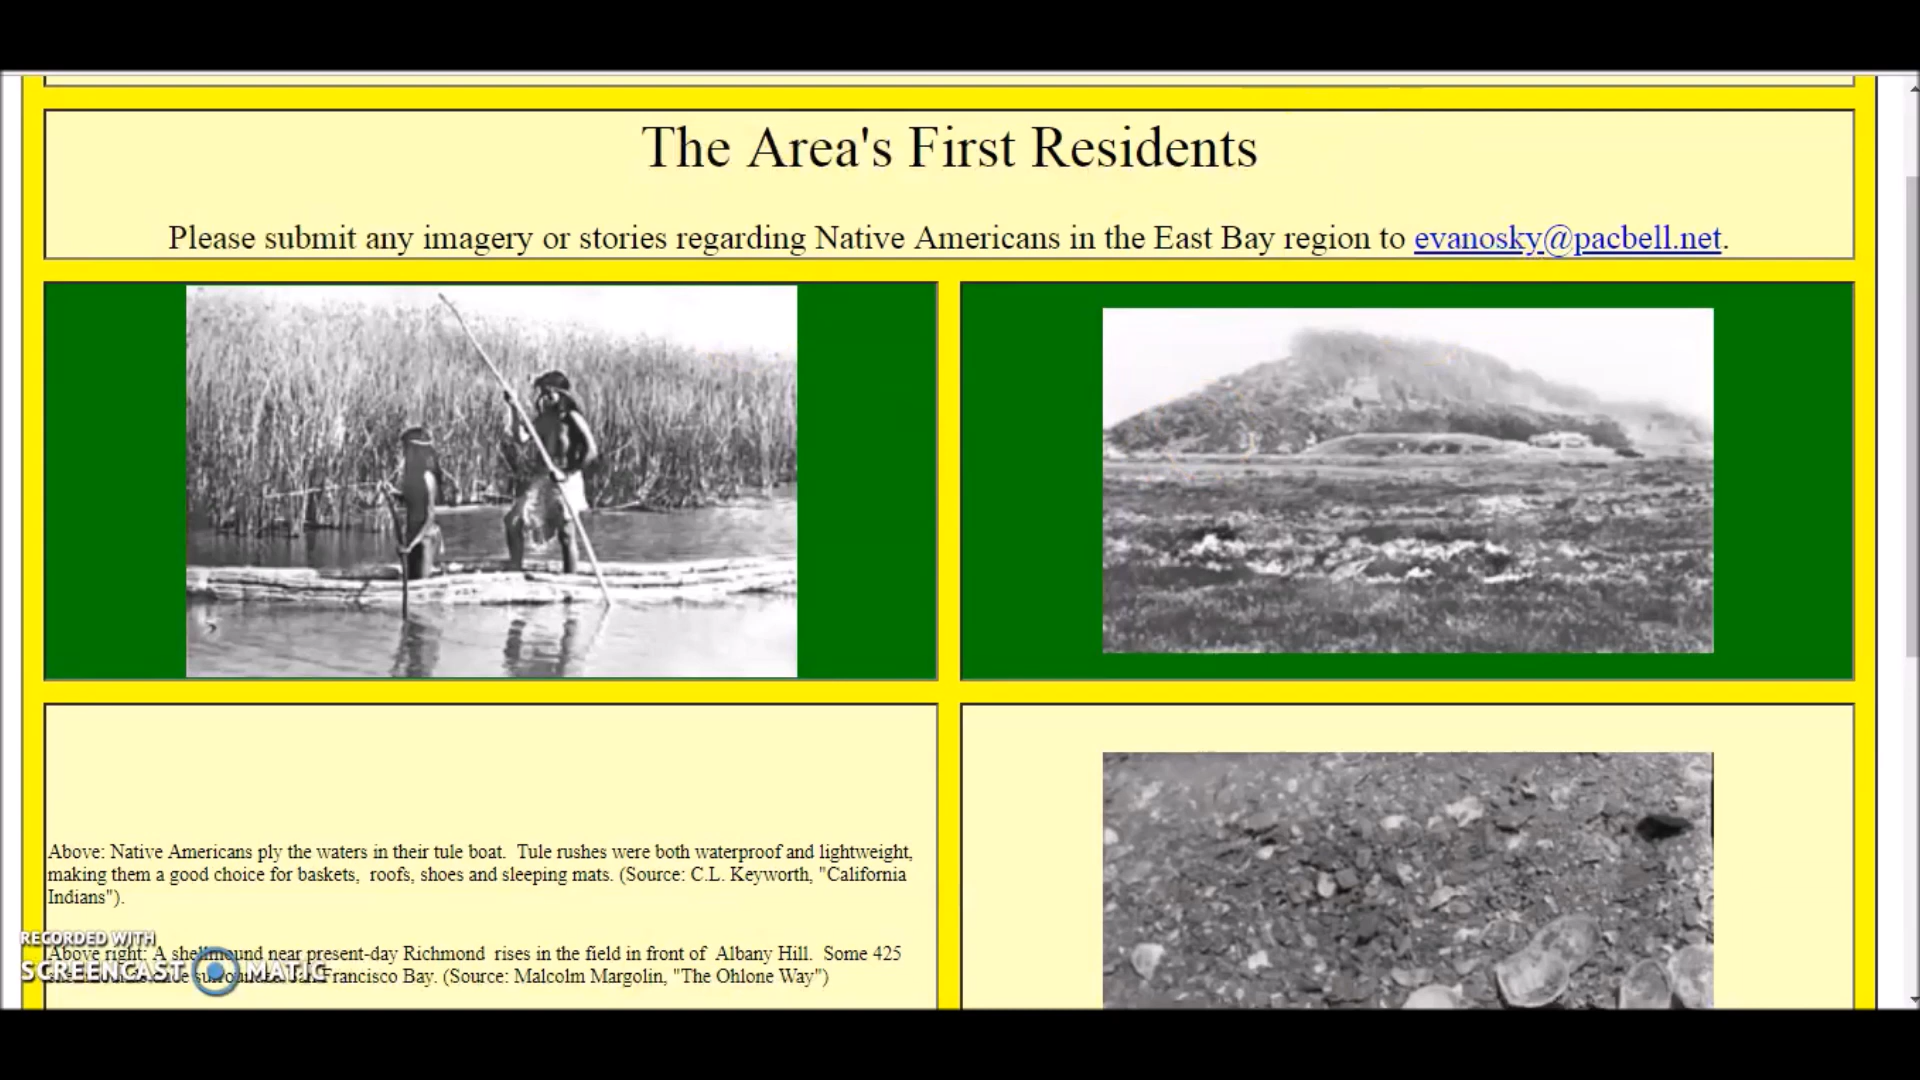 The Area's First Residents
Please submit any imagery or stories regarding Native Americans in the East Bay region to evanosky@pacbell.net.
Above: Native Americans ply the waters in their tule boat. Tule rushes were both waterproof and lightweight,
making them a good choice for baskets, roofs, shoes and sleeping mats. (Source: C.L. Keyworth, "California
Indians").
Above right: A shellmound near present-day Richmond rises in the field in front of Albany Hill. Some 425
San Francisco Bay. (Source: Malcolm Margolin, "The Ohlone Way")
RECORDED WITH
SCREENCAST MATIC